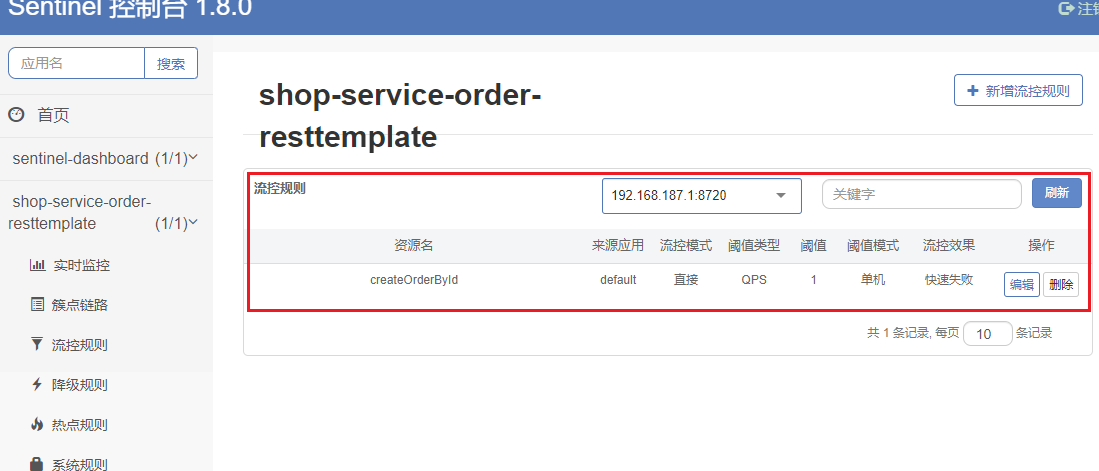 Sentinel 控制台 1.8.0
注销
应用名 搜索
首页
sentinel-dashboard (1/1)
shop-service-order-
resttemplate (1/1)
实时监控
簇点链路
流控规则
降级规则
热点规则
系统规则
shop-service-order-
resttemplate
新增流控规则
流控规则 192.168.187.1:8720 关键字 刷新
资源名 来源应用 流控模式 阈值类型 阈值 阈值模式 流控效果 操作
createOrderById default 直接 QPS 1 单机 快速失败 编辑 删除
共 1 条记录, 每页 10 条记录